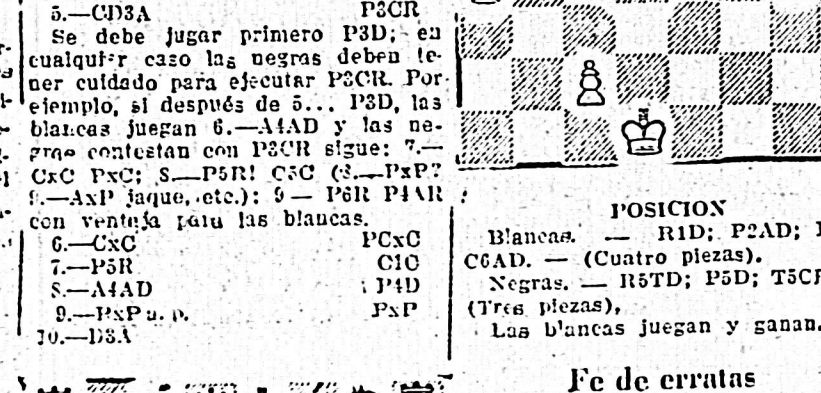 5.—CD3A P3CR
Se debe jugar primero P3D; en
cualquier caso las negras deben te-
ner cuidado para ejecutar P3CR. Por
ejemplo, si después de 5... P3D, las
blancas juegan 6.—A4AD y las ne-
gras contestan con P3CR sigue: 7.—
CxC PxC; 8.—P5R! C5C (8.—PxP?
9.—AxP jaque, etc.): 9— P6R P4AR
con ventaja para las blancas.
6.—CxC PCxC
7.—P5R C1C
8.—A4AD P4D
9.—PxP a. p. PxP
10.—D3A
POSICION
Blancas. — R1D; P2AD;
C6AD. — (Cuatro piezas).
Negras. — R5TD; P5D; T5CR
(Tres piezas),
Las blancas juegan y ganan.
Fe de erratas